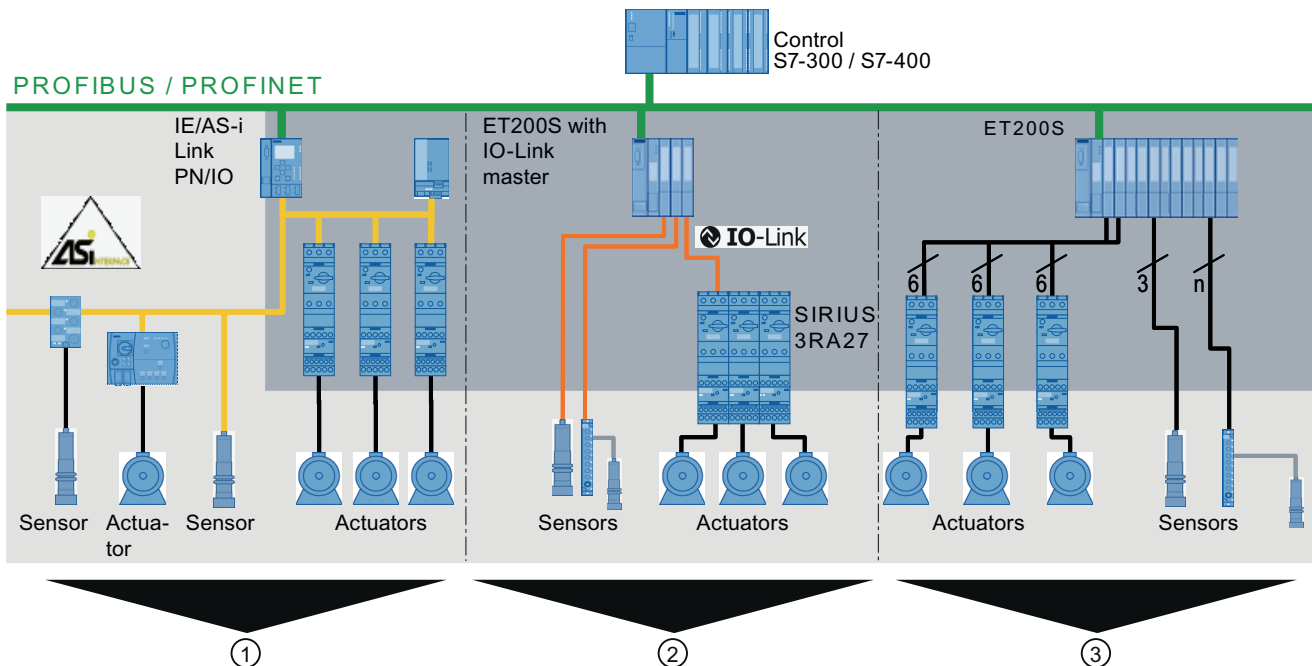 Control
S7-300 / S7-400
PROFIBUS / PROFINET
IE/AS-i
Link
PN/IO
ET200S with
IO-Link
master
ET200S
ASi
INTERFACE
IO-Link
6
6
6
3
n
SIRIUS
3RA27
Sensor
Actua-
tor
Sensor
Actuators
Sensors
Actuators
Actuators
Sensors
1
2
3